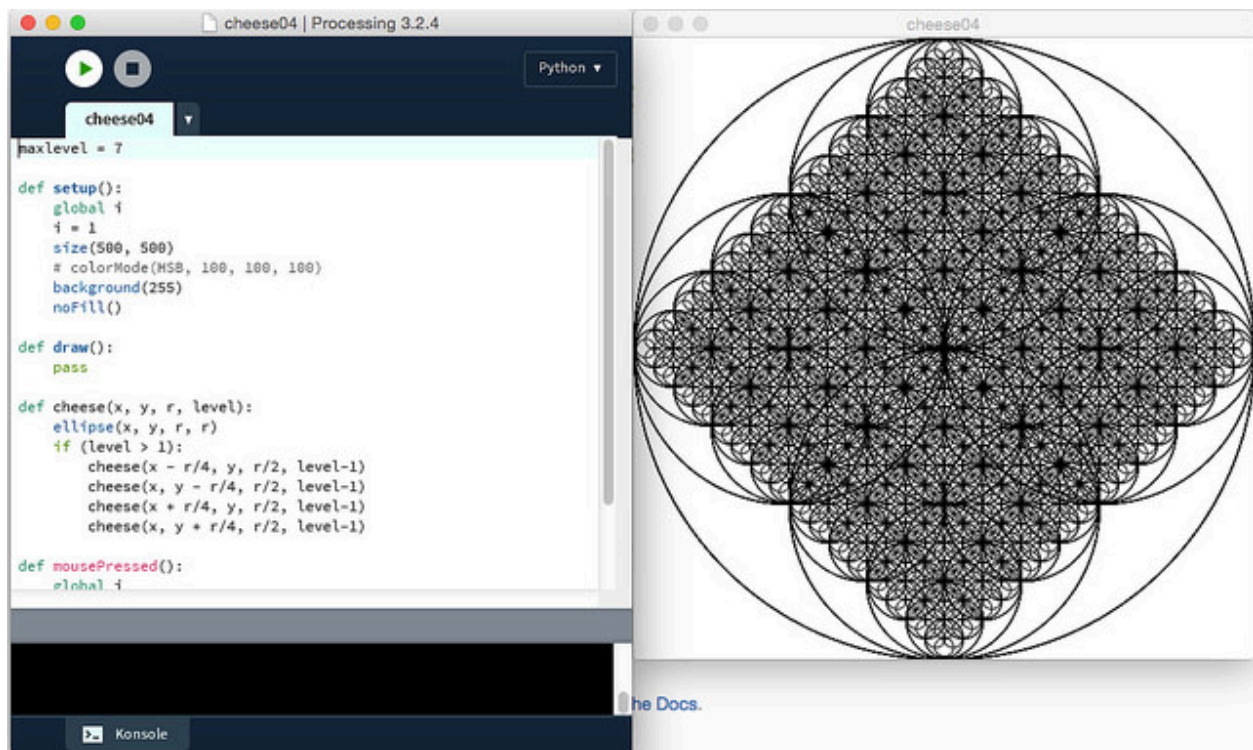 cheese04 | Processing 3.2.4
Python ▾
cheese04
maxlevel = 7
def setup():
    global i
    i = 1
    size(500, 500)
    # colorMode(HSB, 100, 100, 100)
    background(255)
    noFill()
def draw():
    pass
def cheese(x, y, r, level):
    ellipse(x, y, r, r)
    if (level > 1):
        cheese(x - r/4, y, r/2, level-1)
        cheese(x, y - r/4, r/2, level-1)
        cheese(x + r/4, y, r/2, level-1)
        cheese(x, y + r/4, r/2, level-1)
def mousePressed():
    global i
Konsole
cheese04
he Docs.